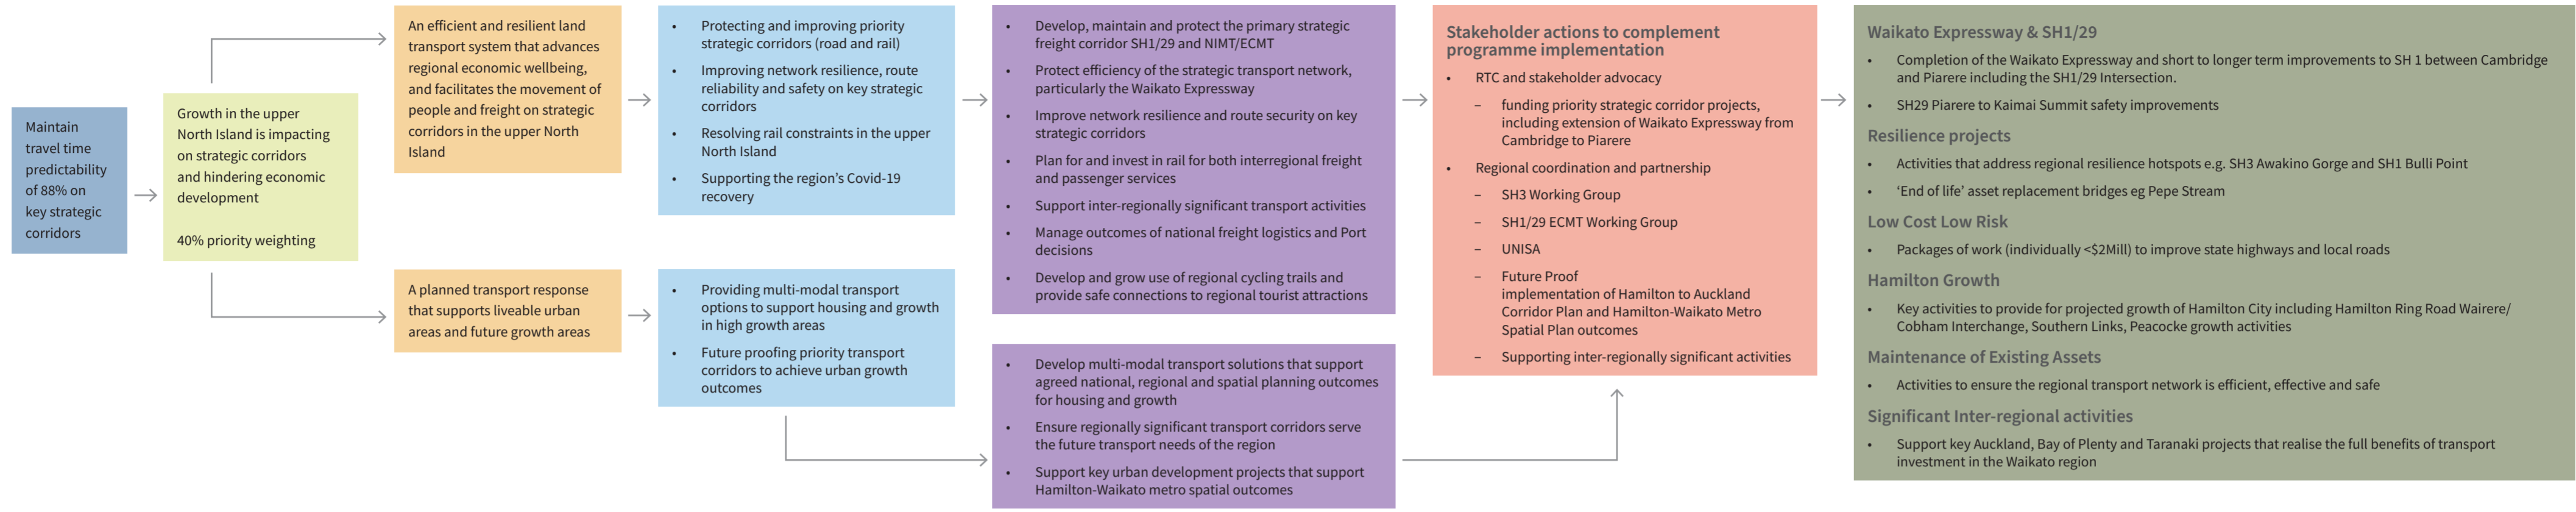 Maintain
travel time
predictability
of 88% on
key strategic
corridors
Growth in the upper
North Island is impacting
on strategic corridors
and hindering economic
development
40% priority weighting
An efficient and resilient land
transport system that advances
regional economic wellbeing,
and facilitates the movement of
people and freight on strategic
corridors in the upper North
Island
A planned transport response
that supports liveable urban
areas and future growth areas
• Protecting and improving priority
strategic corridors (road and rail)
• Improving network resilience, route
reliability and safety on key strategic
corridors
• Resolving rail constraints in the upper
North Island
• Supporting the region's Covid-19
recovery
• Providing multi-modal transport
options to support housing and growth
in high growth areas
• Future proofing priority transport
corridors to achieve urban growth
outcomes
• Develop, maintain and protect the primary strategic
freight corridor SH1/29 and NIMT/ECMT
• Protect efficiency of the strategic transport network,
particularly the Waikato Expressway
• Improve network resilience and route security on key
strategic corridors
• Plan for and invest in rail for both interregional freight
and passenger services
• Support inter-regionally significant transport activities
• Manage outcomes of national freight logistics and Port
decisions
• Develop and grow use of regional cycling trails and
provide safe connections to regional tourist attractions
• Develop multi-modal transport solutions that support
agreed national, regional and spatial planning outcomes
for housing and growth
• Ensure regionally significant transport corridors serve
the future transport needs of the region
• Support key urban development projects that support
Hamilton-Waikato metro spatial outcomes
Stakeholder actions to complement
programme implementation
• RTC and stakeholder advocacy
– funding priority strategic corridor projects,
including extension of Waikato Expressway from
Cambridge to Piarere
• Regional coordination and partnership
– SH3 Working Group
– SH1/29 ECMT Working Group
– UNISA
– Future Proof
implementation of Hamilton to Auckland
Corridor Plan and Hamilton-Waikato Metro
Spatial Plan outcomes
– Supporting inter-regionally significant activities
Waikato Expressway & SH1/29
• Completion of the Waikato Expressway and short to longer term improvements to SH 1 between Cambridge
and Piarere including the SH1/29 Intersection.
• SH29 Piarere to Kaimai Summit safety improvements
Resilience projects
• Activities that address regional resilience hotspots e.g. SH3 Awakino Gorge and SH1 Bulli Point
• ‘End of life’ asset replacement bridges eg Pepe Stream
Low Cost Low Risk
• Packages of work (individually <$2Mill) to improve state highways and local roads
Hamilton Growth
• Key activities to provide for projected growth of Hamilton City including Hamilton Ring Road Wairere/
Cobham Interchange, Southern Links, Peacocke growth activities
Maintenance of Existing Assets
• Activities to ensure the regional transport network is efficient, effective and safe
Significant Inter-regional activities
• Support key Auckland, Bay of Plenty and Taranaki projects that realise the full benefits of transport
investment in the Waikato region